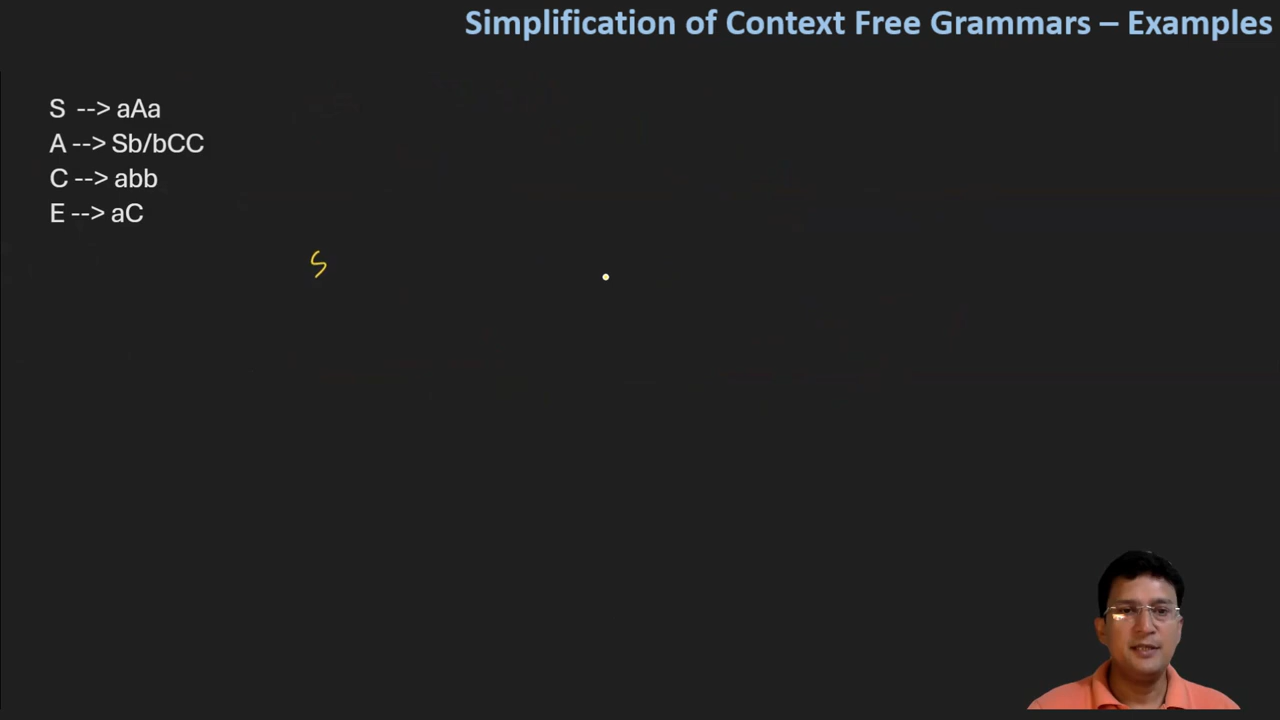 Simplification of Context Free Grammars – Examples
S --> aAa
A --> Sb/bCC
C --> abb
E --> aC
S